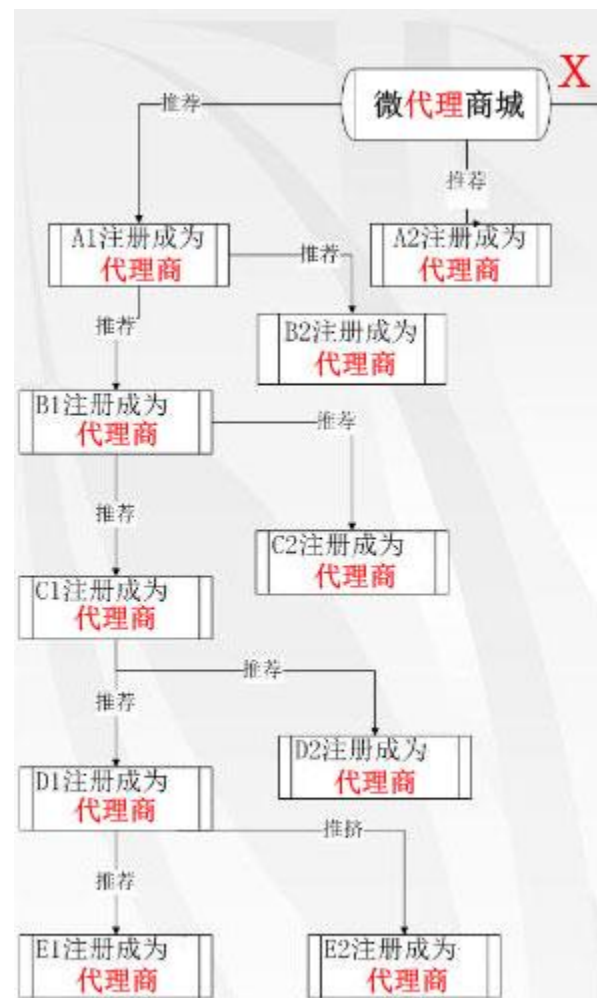 X
微代理商城
推荐
推荐
A1注册成为
代理商
A2注册成为
代理商
推荐
推荐
B2注册成为
代理商
B1注册成为
代理商
推荐
推荐
C2注册成为
代理商
C1注册成为
代理商
推荐
推荐
D2注册成为
代理商
D1注册成为
代理商
推挤
推荐
E1注册成为
代理商
E2注册成为
代理商